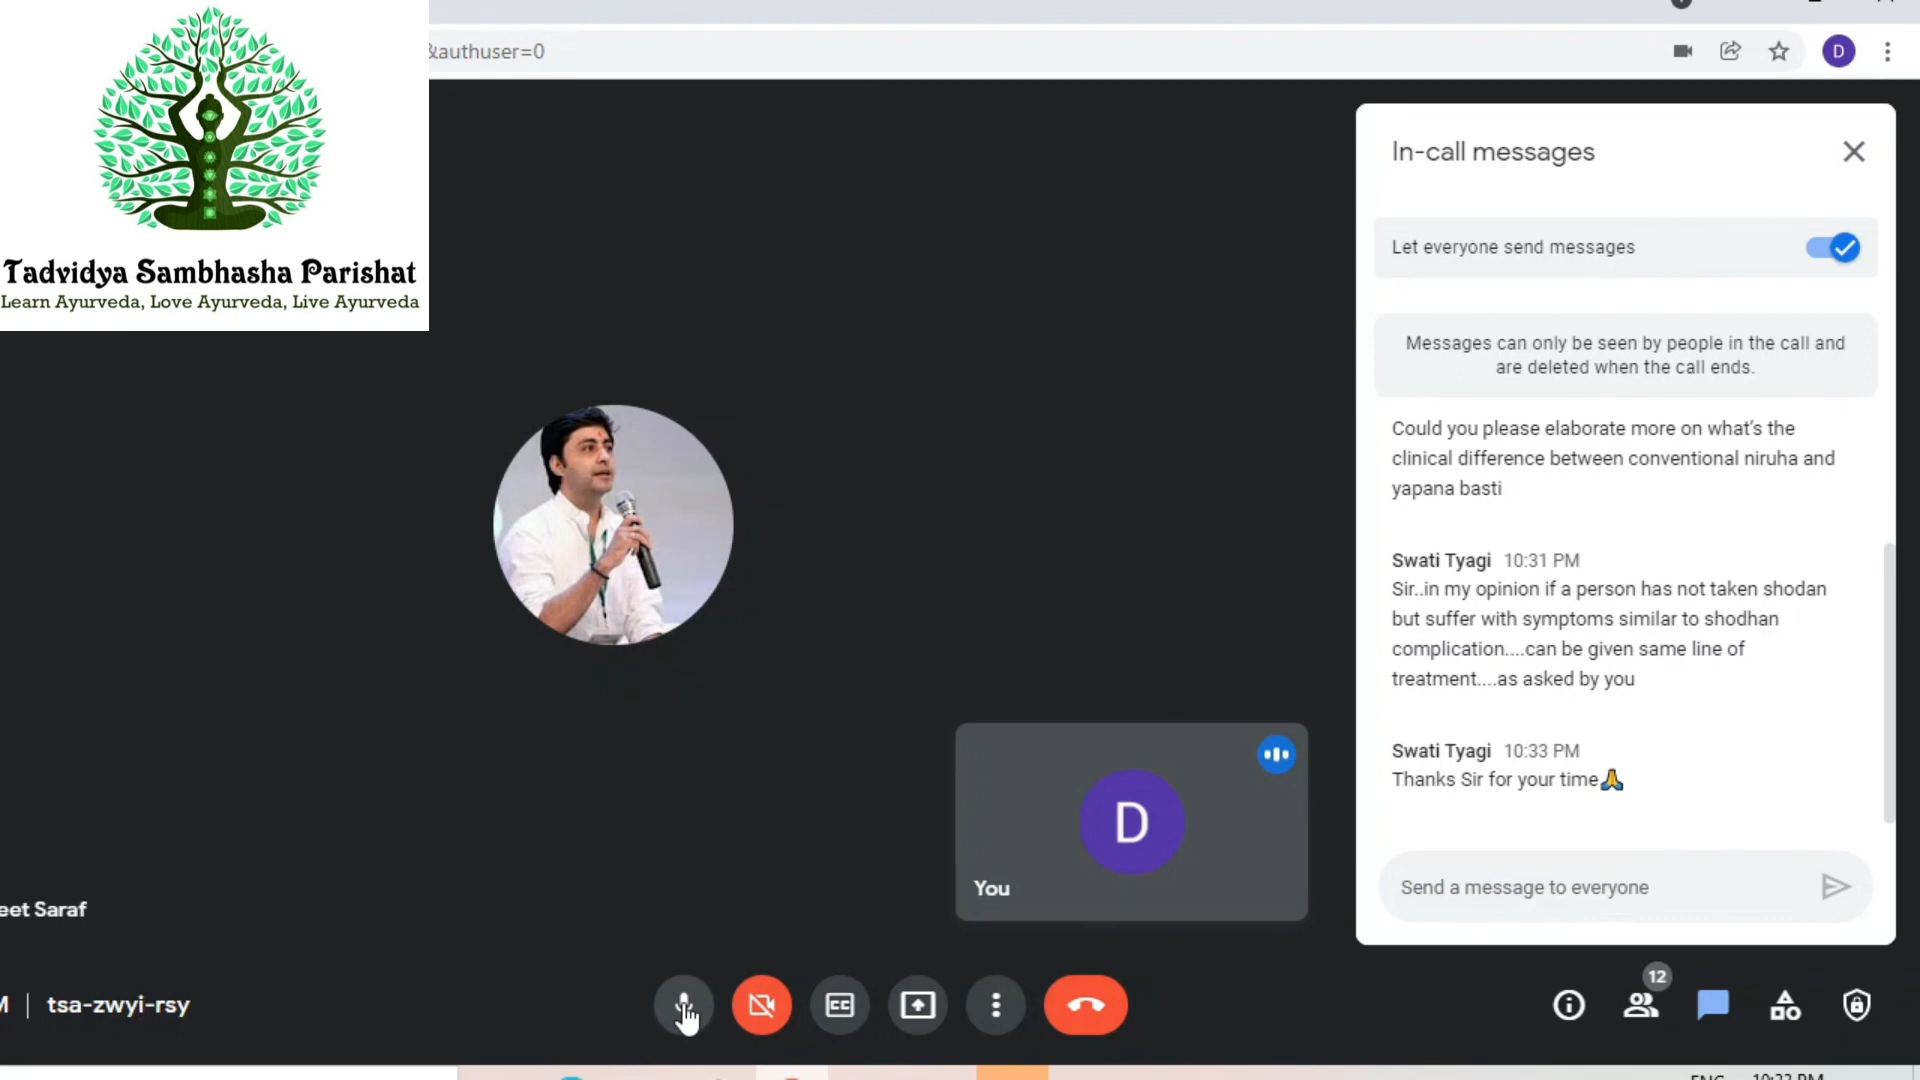 &authuser=0
D
Tadvidya Sambhasha Parishat
Learn Ayurveda, Love Ayurveda, Live Ayurveda
In-call messages
Let everyone send messages
Messages can only be seen by people in the call and
are deleted when the call ends.
Could you please elaborate more on what's the
clinical difference between conventional niruha and
yapana basti
Swati Tyagi 10:31 PM
Sir..in my opinion if a person has not taken shodan
but suffer with symptoms similar to shodhan
complication....can be given same line of
treatment....as asked by you
Swati Tyagi 10:33 PM
Thanks Sir for your time🙏
D
You
Send a message to everyone
eet Saraf
M | tsa-zwyi-rsy
CC
12